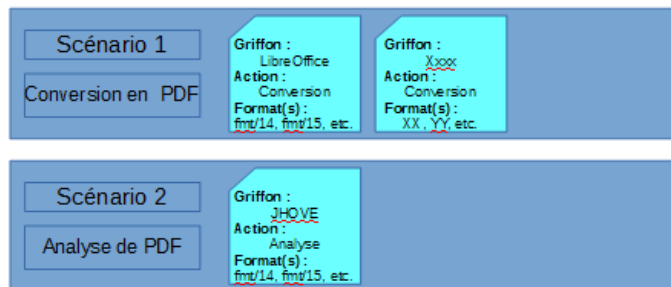 Scénario 1
Conversion en PDF
Griffon :
LibreOffice
Action :
Conversion
Format(s) :
fmt/14, fmt/15, etc.
Griffon :
Xxxx
Action :
Conversion
Format(s) :
XX , YY, etc.
Scénario 2
Analyse de PDF
Griffon :
JHOVE
Action :
Analyse
Format(s) :
fmt/14, fmt/15, etc.